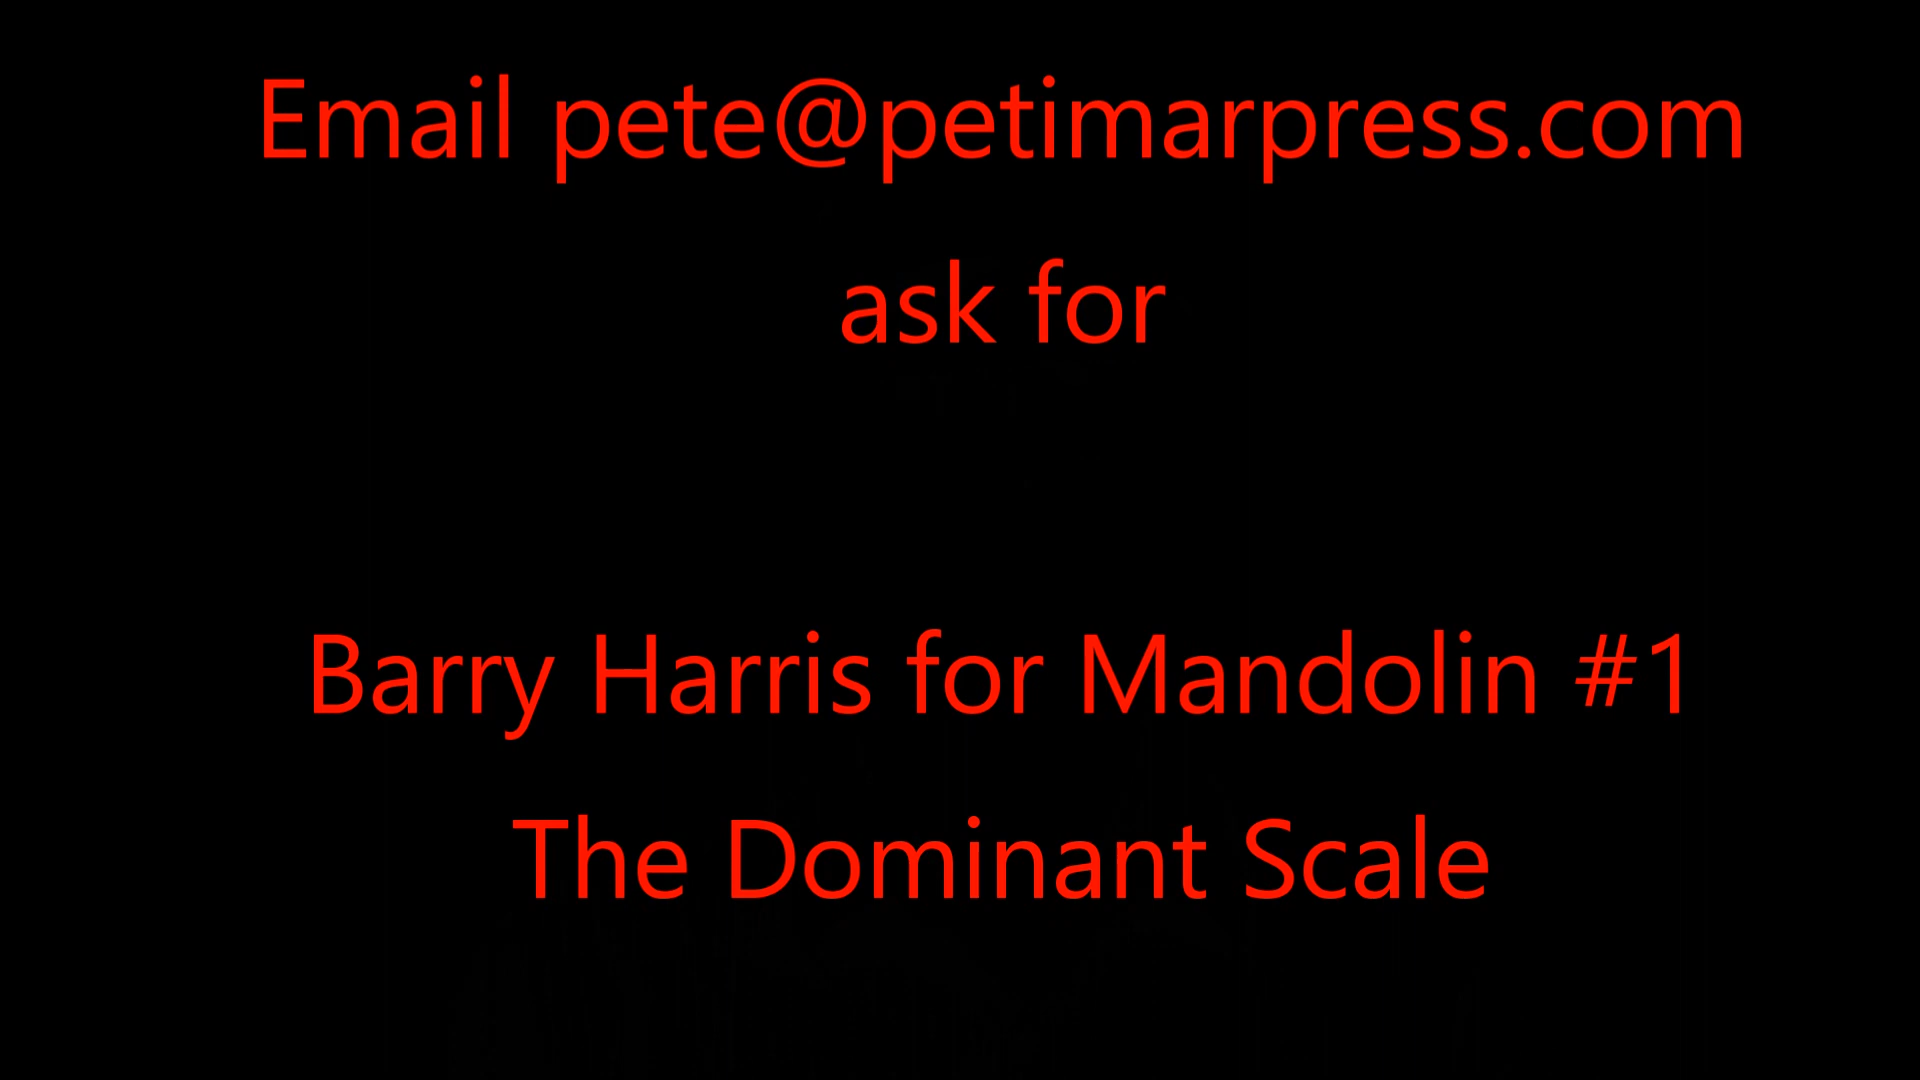 Email pete@petimarpress.com
ask for
Barry Harris for Mandolin #1
The Dominant Scale